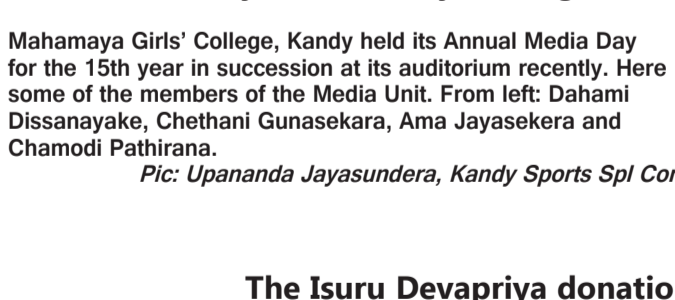 Mahamaya Girls' College, Kandy held its Annual Media Day
for the 15th year in succession at its auditorium recently. Here
some of the members of the Media Unit. From left: Dahami
Dissanayake, Chethani Gunasekara, Ama Jayasekera and
Chamodi Pathirana.
Pic: Upananda Jayasundera, Kandy Sports Spl Cor
The Isuru Devapriya donatio